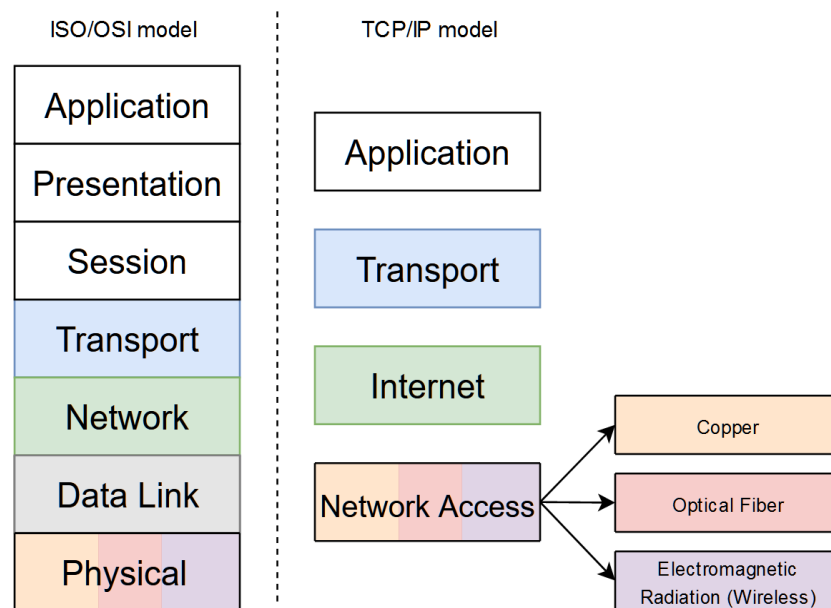 ISO/OSI model
TCP/IP model
Application
Presentation
Session
Transport
Network
Data Link
Physical
Application
Transport
Internet
Network Access
Copper
Optical Fiber
Electromagnetic
Radiation (Wireless)